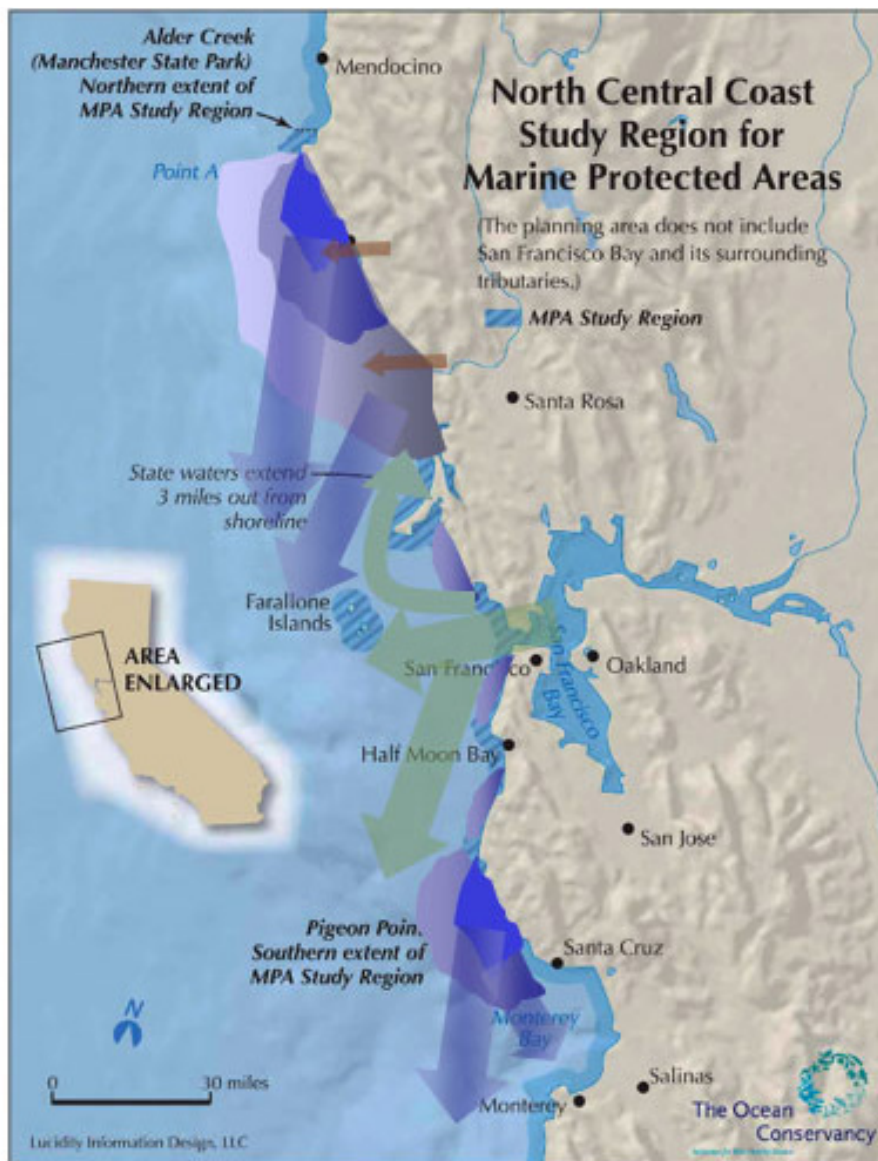 Alder Creek
(Manchester State Park)
Northern extent of
MPA Study Region
Mendocino
North Central Coast
Study Region for
Marine Protected Areas
(The planning area does not include
San Francisco Bay and its surrounding
tributaries.)
MPA Study Region
Point A
Santa Rosa
State waters extend
3 miles out from
shoreline
Farallone
Islands
AREA
ENLARGED
San Francisco
Oakland
San Francisco
Bay
Half Moon Bay
San Jose
Pigeon Point
Southern extent of
MPA Study Region
Santa Cruz
Monterey
Bay
N
0 30 miles
Salinas
Monterey
The Ocean
Conservancy
Lucidity Information Design, LLC